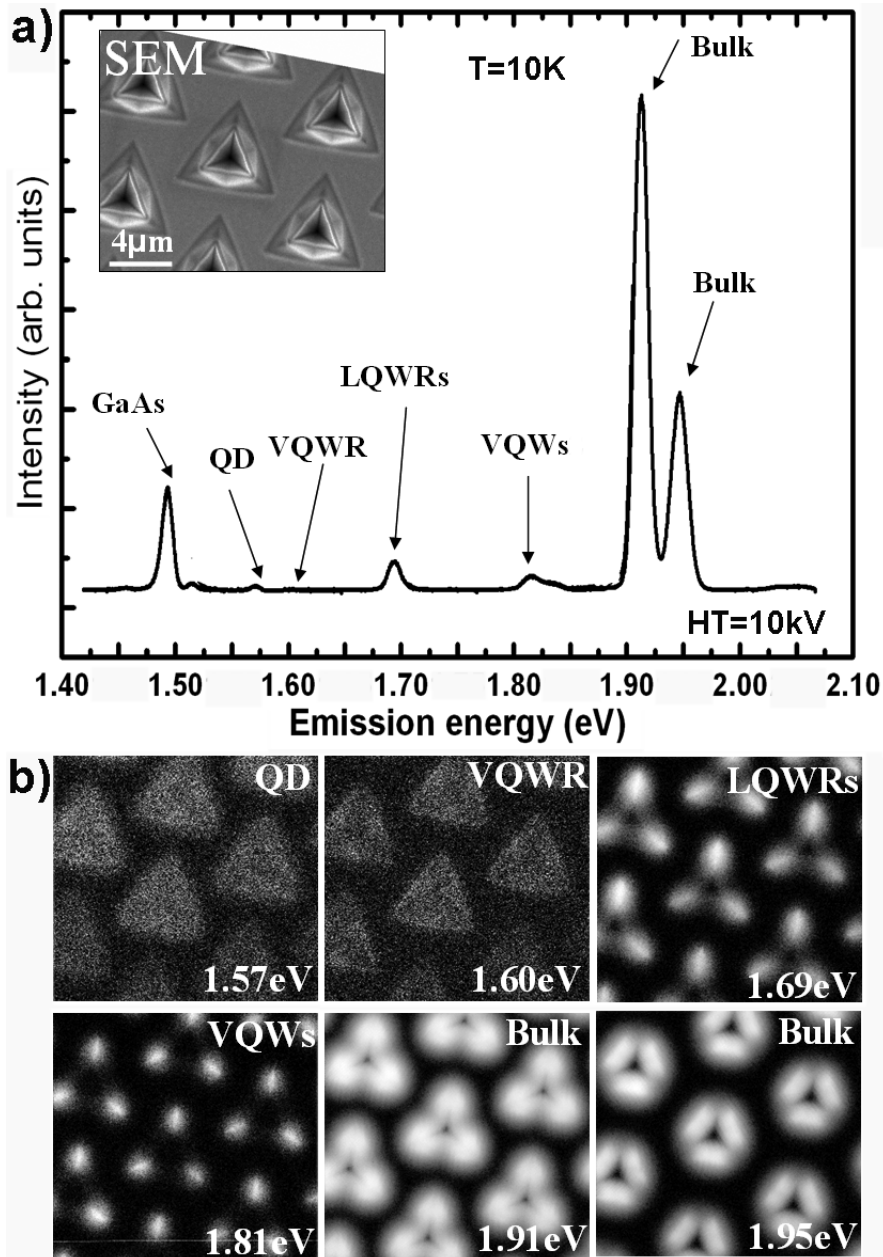 a)
SEM
4μm
T=10K
Bulk
Bulk
LQWRs
GaAs
QD
VQWR
VQWs
HT=10kV
Intensity (arb. units)
1.40 1.50 1.60 1.70 1.80 1.90 2.00 2.10
Emission energy (eV)
b)
QD
1.57eV
VQWR
1.60eV
LQWRs
1.69eV
VQWs
1.81eV
Bulk
1.91eV
Bulk
1.95eV